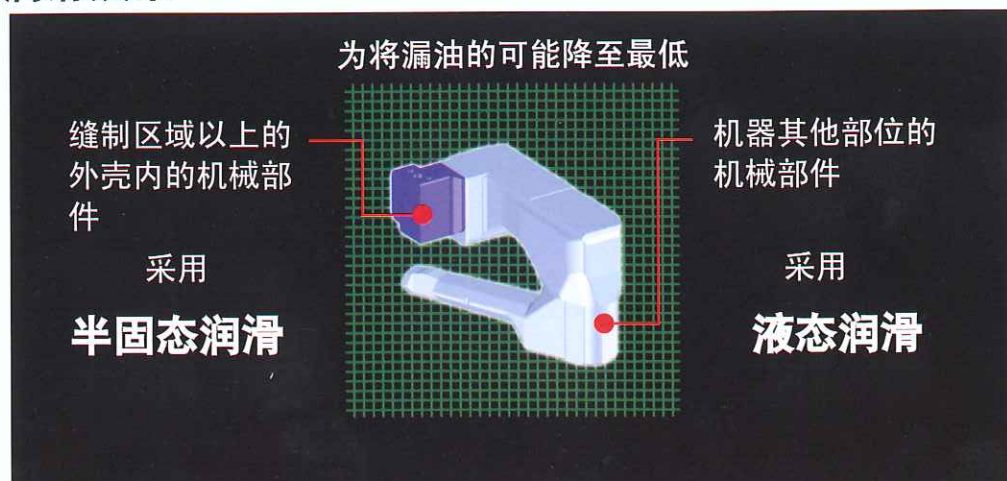 为将漏油的可能降至最低
缝制区域以上的
外壳内的机械部
件
采用
半固态润滑
机器其他部位的
机械部件
采用
液态润滑